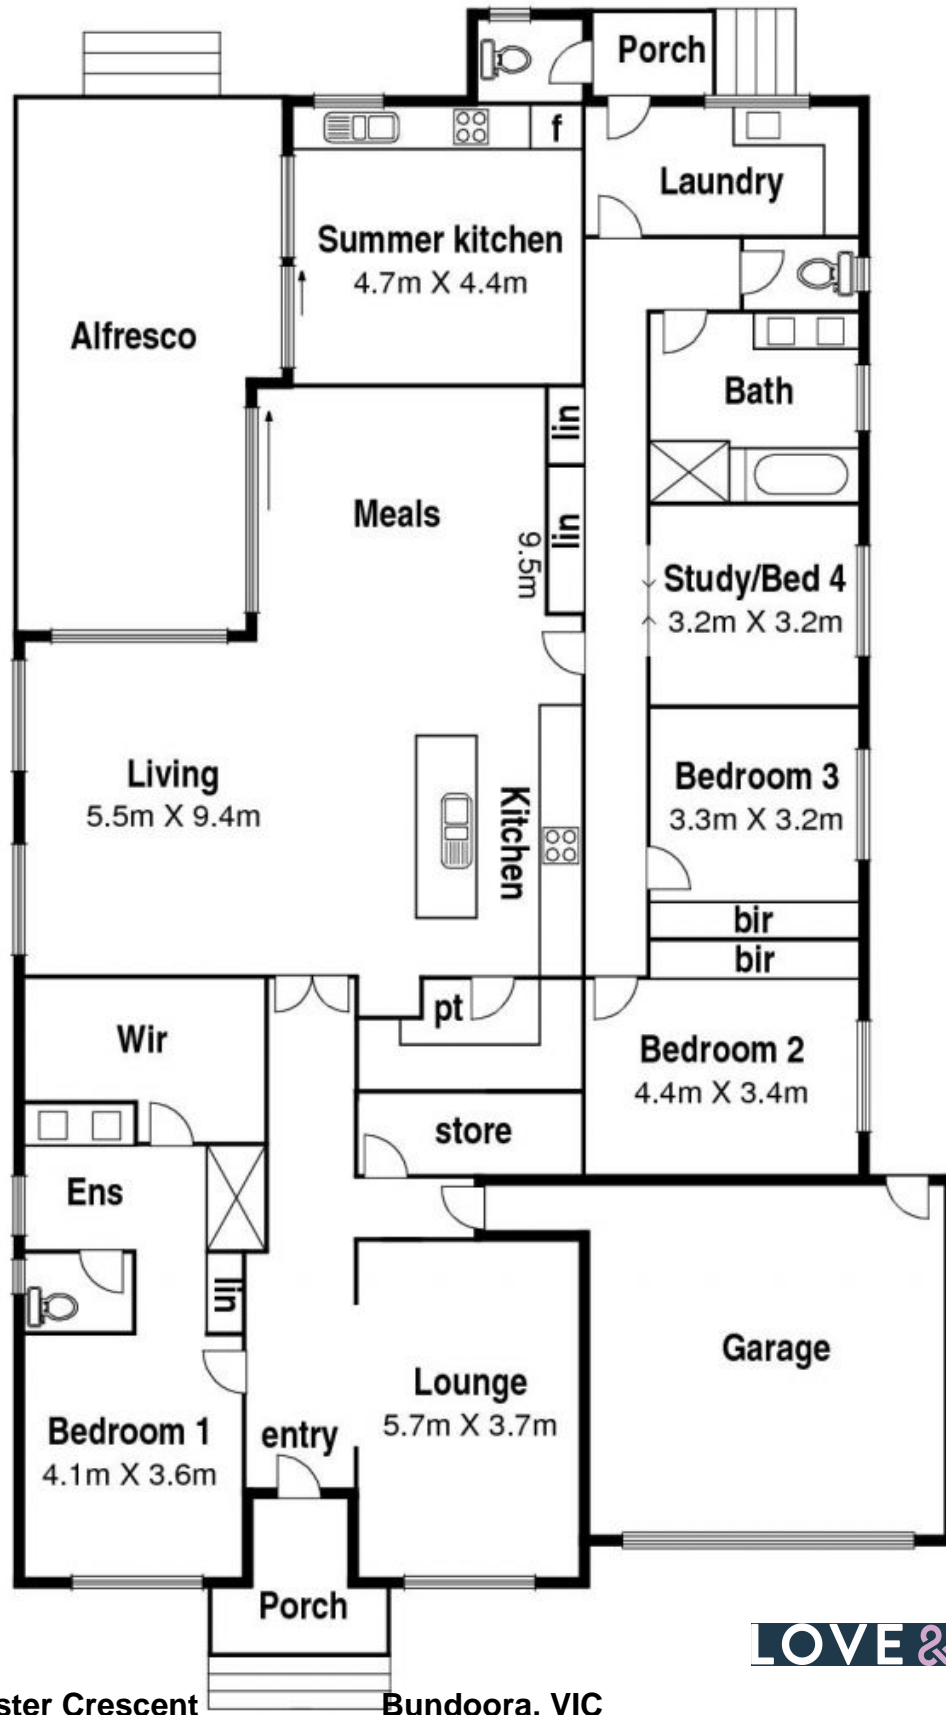 Porch
f
Laundry
Summer kitchen
4.7m X 4.4m
Alfresco
Bath
lin
Meals
lin
9.5m
Study/Bed 4
3.2m X 3.2m
Living
5.5m X 9.4m
Kitchen
Bedroom 3
3.3m X 3.2m
bir
bir
pt
Wir
Bedroom 2
4.4m X 3.4m
store
Ens
lin
Garage
Lounge
5.7m X 3.7m
Bedroom 1
4.1m X 3.6m
entry
Porch
LOVE &
ster Crescent Bundoora, VIC